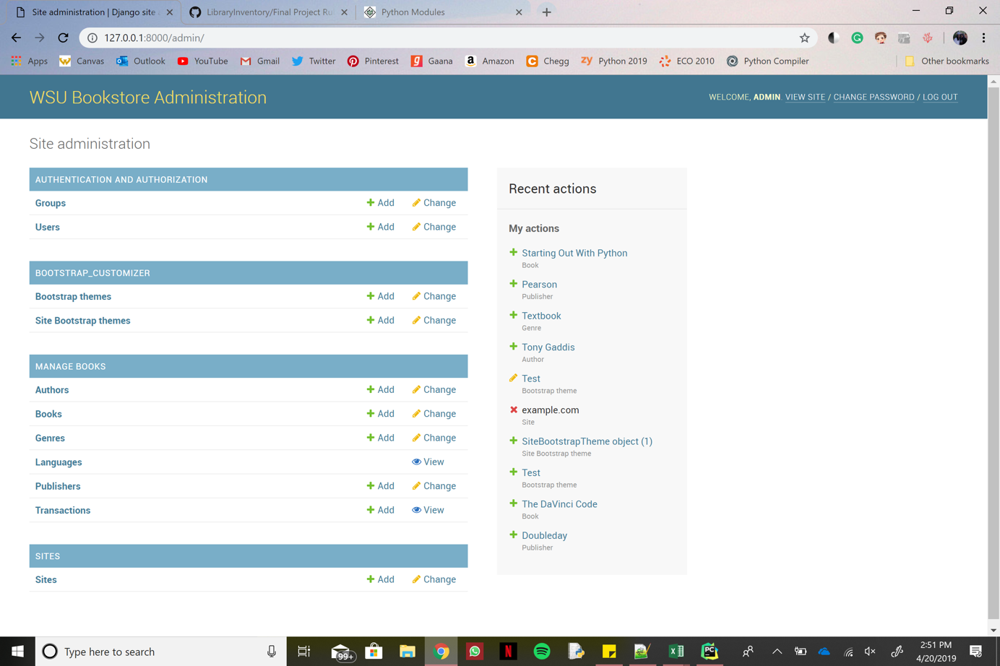 Site administration | Django site
LibraryInventory/Final Project Ru
Python Modules
127.0.0.1:8000/admin/
Apps
Canvas
Outlook
YouTube
Gmail
Twitter
Pinterest
Gaana
Amazon
Chegg
zy Python 2019
ECO 2010
Python Compiler
Other bookmarks
WSU Bookstore Administration
WELCOME, ADMIN. VIEW SITE / CHANGE PASSWORD / LOG OUT
Site administration
AUTHENTICATION AND AUTHORIZATION
Groups Add Change
Users Add Change
BOOTSTRAP_CUSTOMIZER
Bootstrap themes Add Change
Site Bootstrap themes Add Change
MANAGE BOOKS
Authors Add Change
Books Add Change
Genres Add Change
Languages View
Publishers Add Change
Transactions Add View
SITES
Sites Add Change
Recent actions
My actions
Starting Out With Python
Book
Pearson
Publisher
Textbook
Genre
Tony Gaddis
Author
Test
Bootstrap theme
example.com
Site
SiteBootstrapTheme object (1)
Site Bootstrap theme
Test
Bootstrap theme
The DaVinci Code
Book
Doubleday
Publisher
Type here to search
99+
2:51 PM
4/20/2019